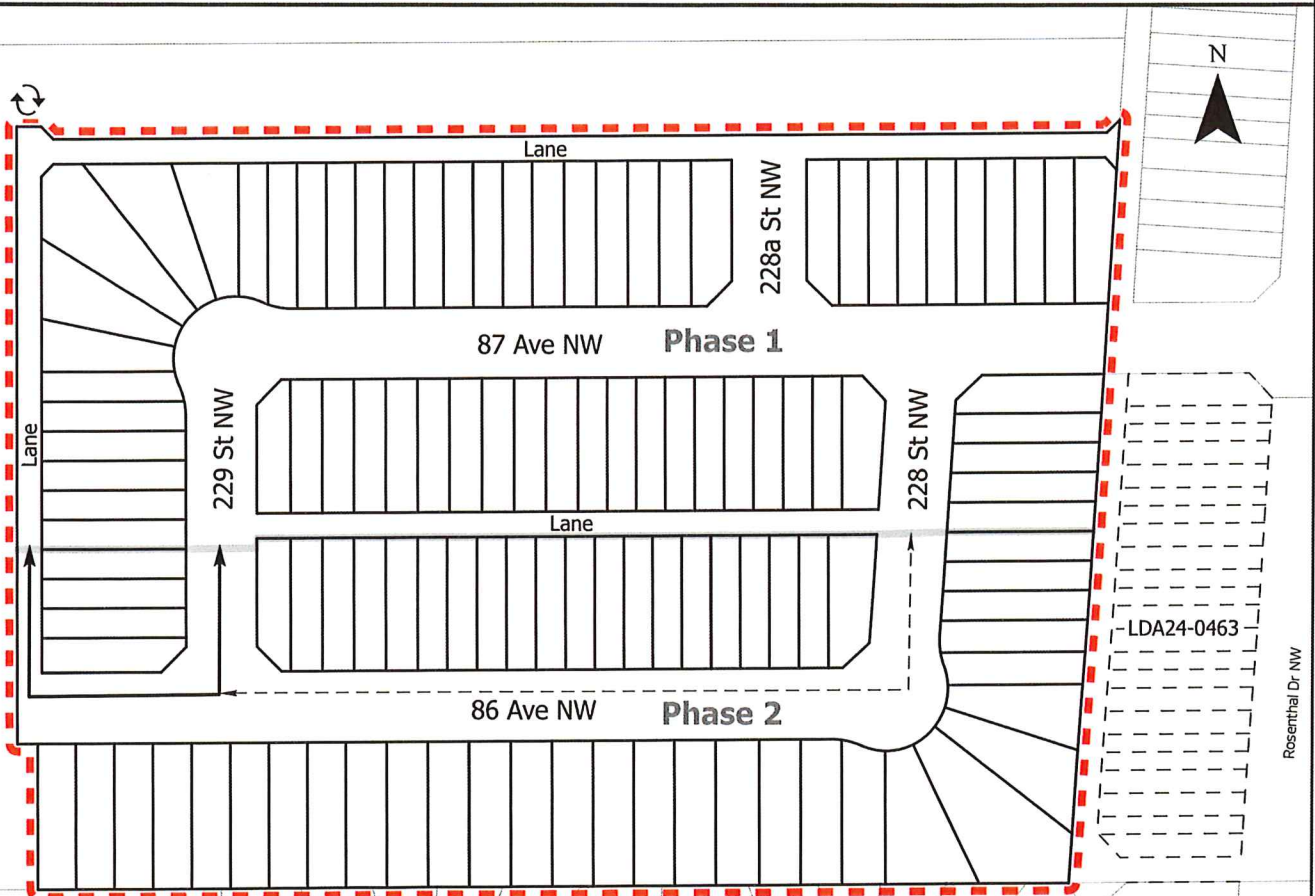 N
Lane
228a St NW
87 Ave NW
Phase 1
Lane
229 St NW
228 St NW
Lane
LDA24-0463
86 Ave NW
Phase 2
Rosenthal Dr NW